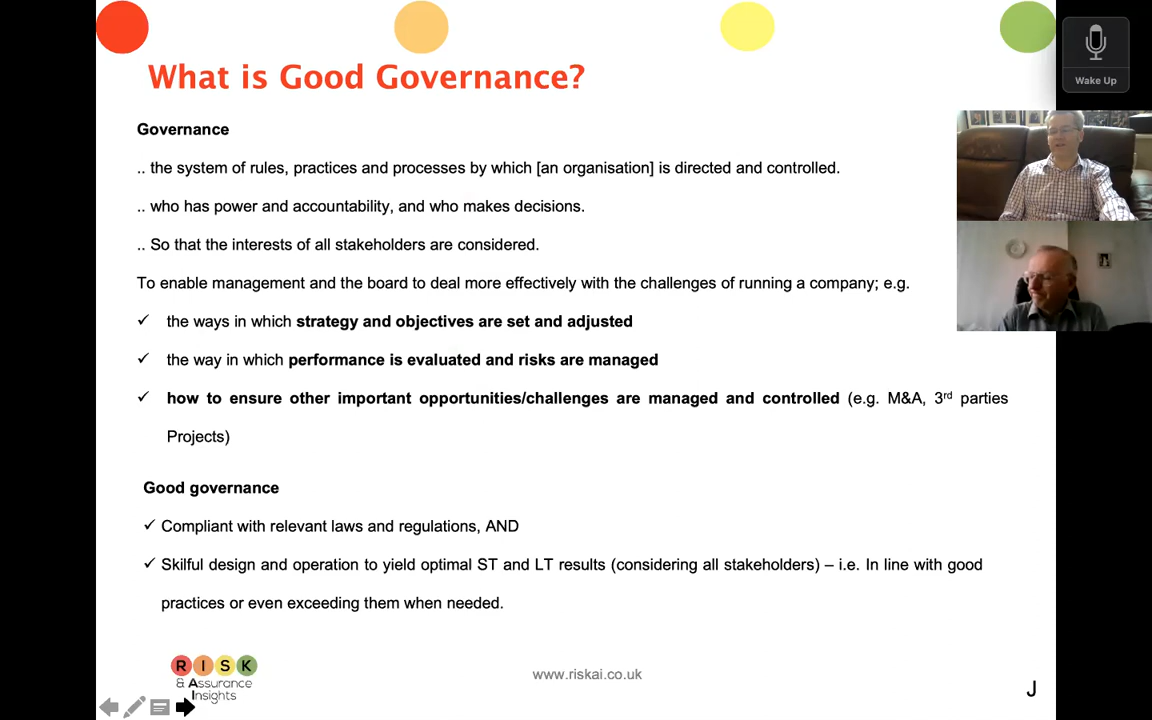 What is Good Governance?
Wake Up
Governance
.. the system of rules, practices and processes by which [an organisation] is directed and controlled.
.. who has power and accountability, and who makes decisions.
.. So that the interests of all stakeholders are considered.
To enable management and the board to deal more effectively with the challenges of running a company; e.g.
✓ the ways in which strategy and objectives are set and adjusted
✓ the way in which performance is evaluated and risks are managed
✓ how to ensure other important opportunities/challenges are managed and controlled (e.g. M&A, 3rd parties
Projects)
Good governance
✓ Compliant with relevant laws and regulations, AND
✓ Skilful design and operation to yield optimal ST and LT results (considering all stakeholders) – i.e. In line with good
practices or even exceeding them when needed.
RISK
& Assurance
Insights
www.riskai.co.uk
J